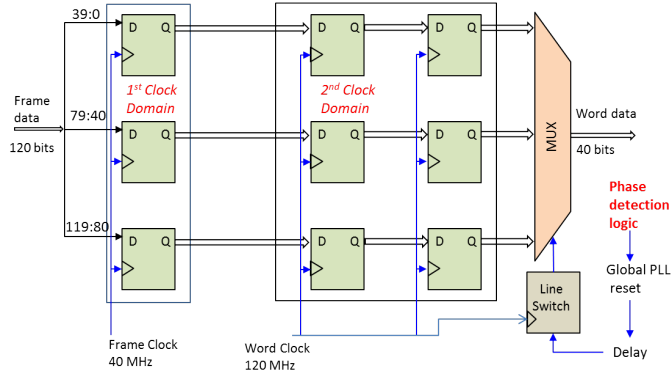 39:0
D Q
D Q
D Q
1st Clock
Domain
2nd Clock
Domain
Frame
data
120 bits
79:40
D Q
D Q
D Q
MUX
Word data
40 bits
Phase
detection
logic
119:80
D Q
D Q
D Q
Global PLL
reset
Line
Switch
Delay
Frame Clock
40 MHz
Word Clock
120 MHz